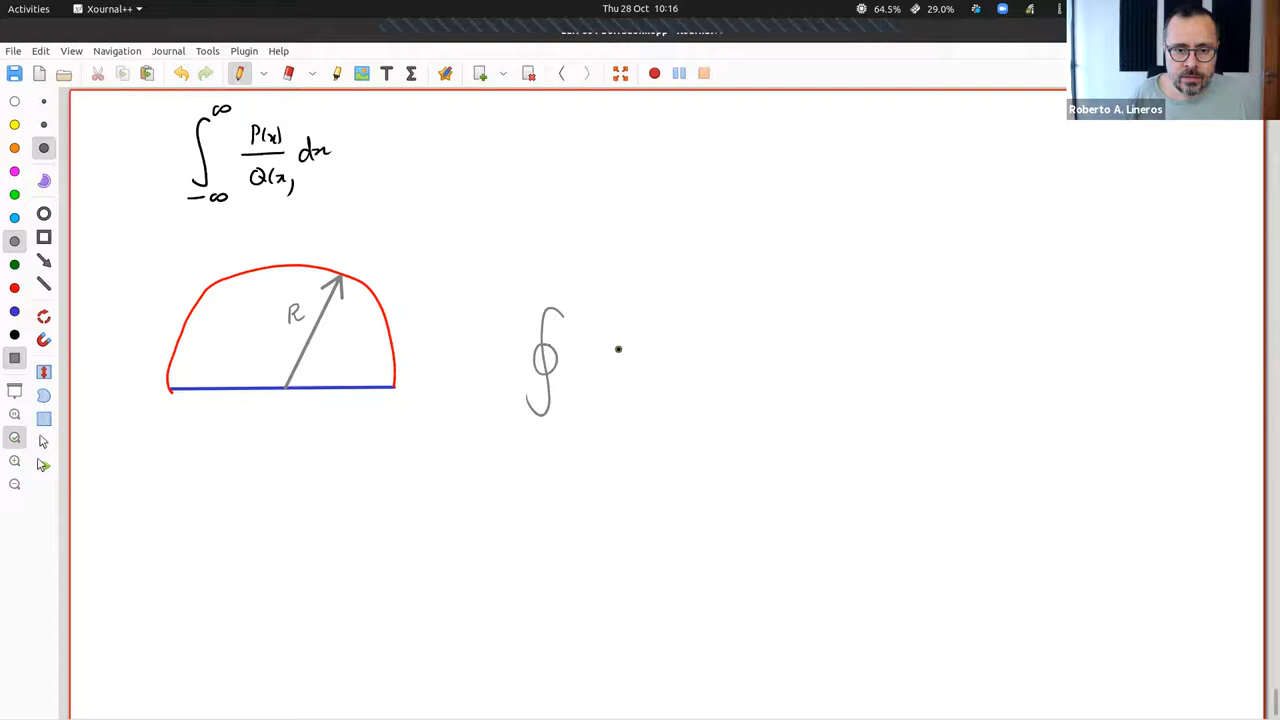 Activities Xournal++ Thu 28 Oct 10:16 64.5% 29.0%
File Edit View Navigation Journal Tools Plugin Help
Roberto A. Lineros
∞
∫ P(x) dx
Q(x)
-∞
R
∮